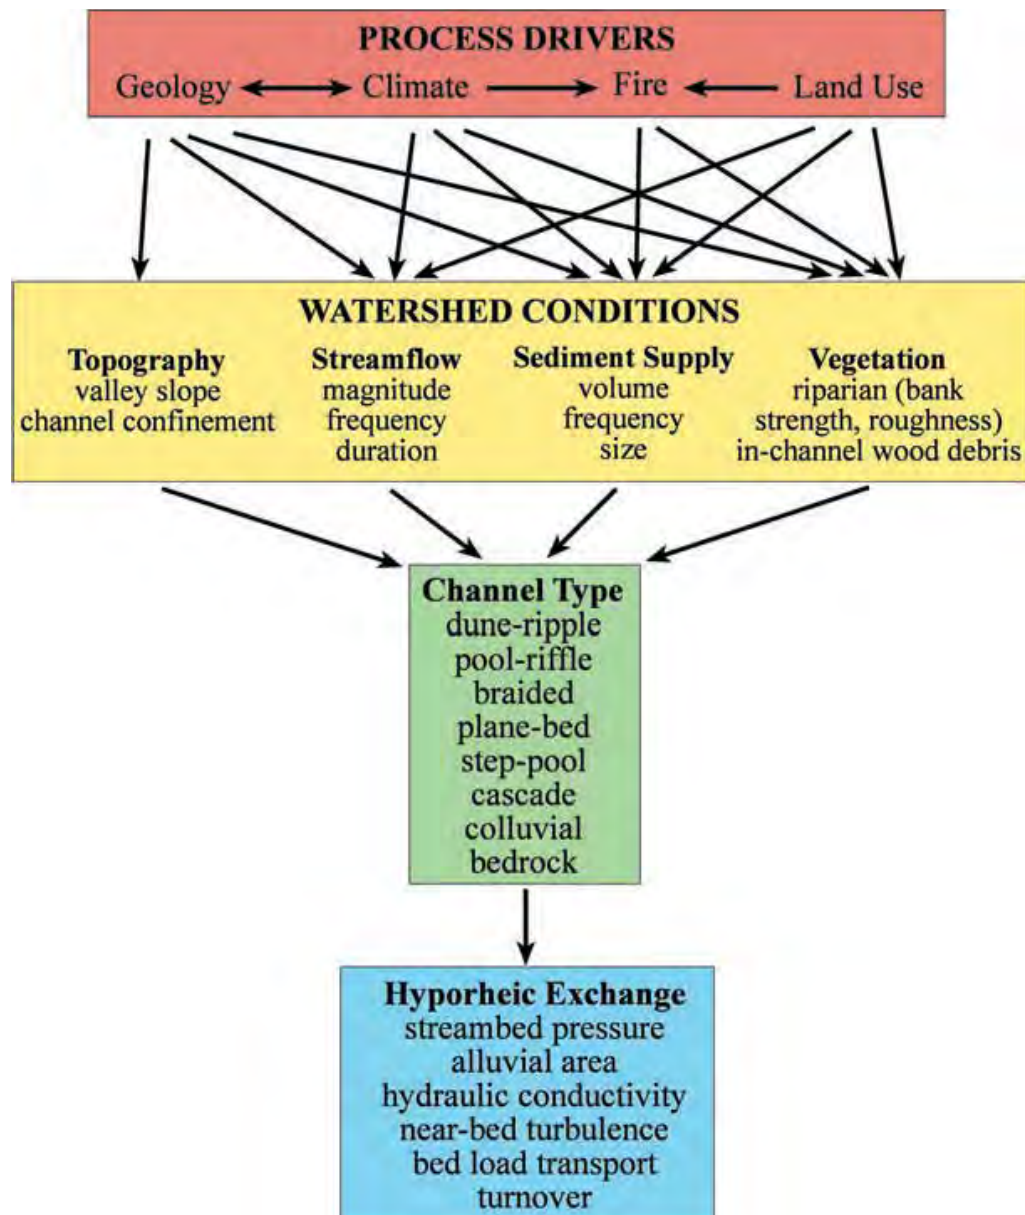 PROCESS DRIVERS
Geology Climate Fire Land Use
WATERSHED CONDITIONS
Topography
valley slope
channel confinement
Streamflow
magnitude
frequency
duration
Sediment Supply
volume
frequency
size
Vegetation
riparian (bank
strength, roughness)
in-channel wood debris
Channel Type
dune-ripple
pool-riffle
braided
plane-bed
step-pool
cascade
colluvial
bedrock
Hyporheic Exchange
streambed pressure
alluvial area
hydraulic conductivity
near-bed turbulence
bed load transport
turnover